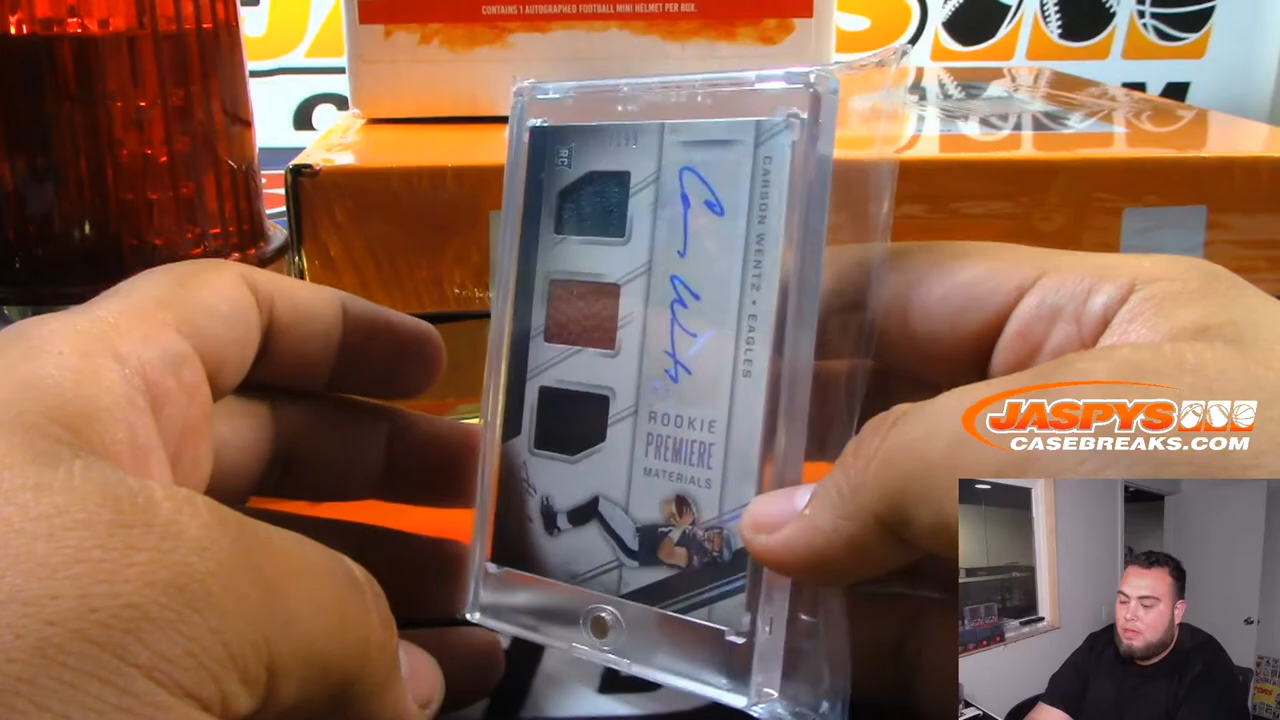 CONTAINS 1 AUTOGRAPHED FOOTBALL MINI HELMET PER BOX.
RC
CARSON WENTZ • EAGLES
ROOKIE
PREMIERE
MATERIALS
JASPYS
CASEBREAKS.COM